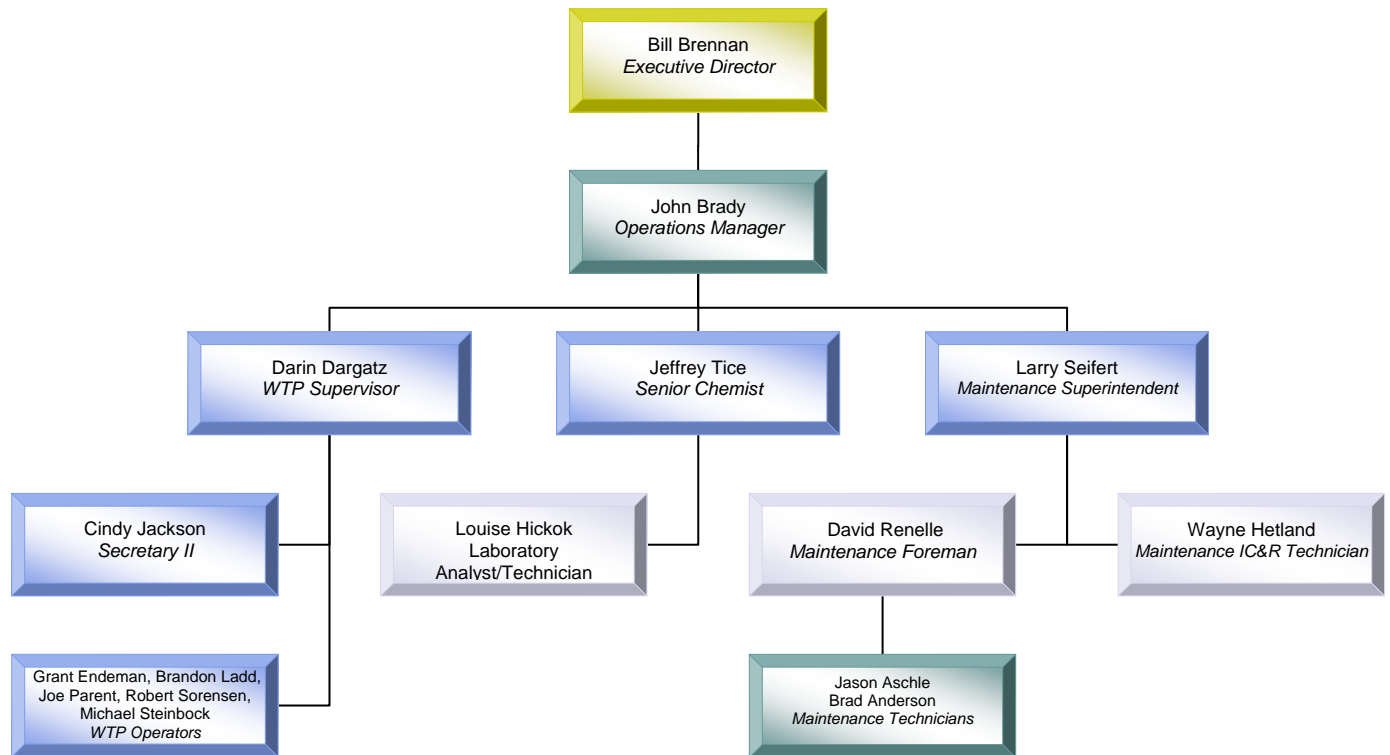 Bill Brennan
Executive Director
John Brady
Operations Manager
Darin Dargatz
WTP Supervisor
Jeffrey Tice
Senior Chemist
Larry Seifert
Maintenance Superintendent
Cindy Jackson
Secretary II
Louise Hickok
Laboratory
Analyst/Technician
David Renelle
Maintenance Foreman
Wayne Hetland
Maintenance IC&R Technician
Grant Endeman, Brandon Ladd,
Joe Parent, Robert Sorensen,
Michael Steinbock
WTP Operators
Jason Aschle
Brad Anderson
Maintenance Technicians